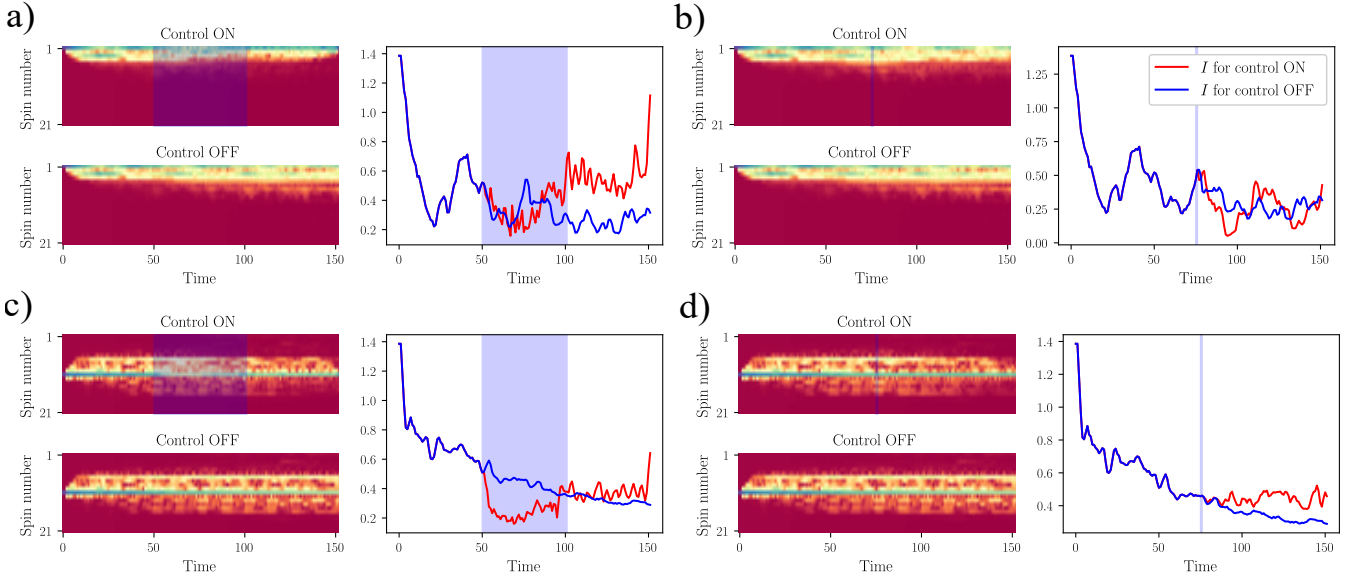 a)
Control ON
Spin number
1
21
Control OFF
Spin number
1
21
0
50
100
150
Time
1.4
1.2
1.0
0.8
0.6
0.4
0.2
0
50
100
150
Time
b)
Control ON
Spin number
1
21
Control OFF
Spin number
1
21
0
50
100
150
Time
I for control ON
I for control OFF
1.25
1.00
0.75
0.50
0.25
0.00
0
50
100
150
Time
c)
Control ON
Spin number
1
21
Control OFF
Spin number
1
21
0
50
100
150
Time
1.4
1.2
1.0
0.8
0.6
0.4
0.2
0
50
100
150
Time
d)
Control ON
Spin number
1
21
Control OFF
Spin number
1
21
0
50
100
150
Time
1.4
1.2
1.0
0.8
0.6
0.4
0
50
100
150
Time